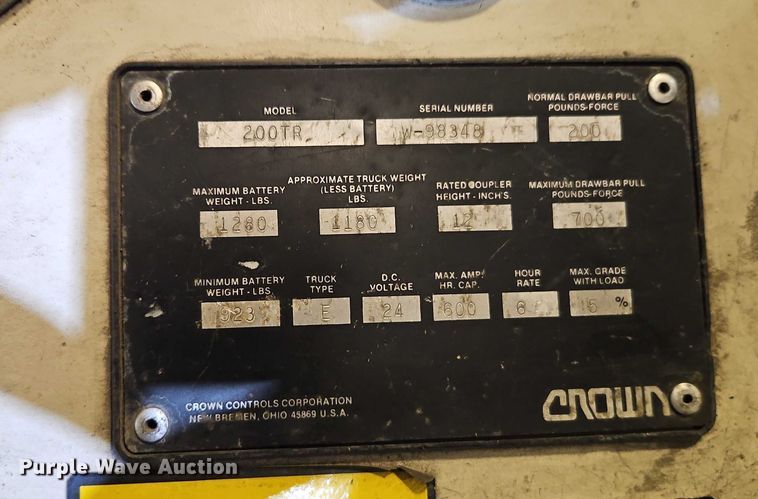 MODEL SERIAL NUMBER NORMAL DRAWBAR PULL
POUNDS-FORCE
200TR W-98348 200
MAXIMUM BATTERY
WEIGHT - LBS.
APPROXIMATE TRUCK WEIGHT
(LESS BATTERY)
LBS.
RATED COUPLER
HEIGHT - INCH'S.
MAXIMUM DRAWBAR PULL
POUNDS-FORCE
1280 1180 12 700
MINIMUM BATTERY
WEIGHT - LBS.
TRUCK
TYPE
D.C.
VOLTAGE
MAX. AMP/
HR. CAP.
HOUR
RATE
MAX. GRADE
WITH LOAD
923 E 24 600 6 %
CROWN CONTROLS CORPORATION
NEW BREMEN, OHIO 45869 U.S.A.
CROWN
Purple Wave Auction